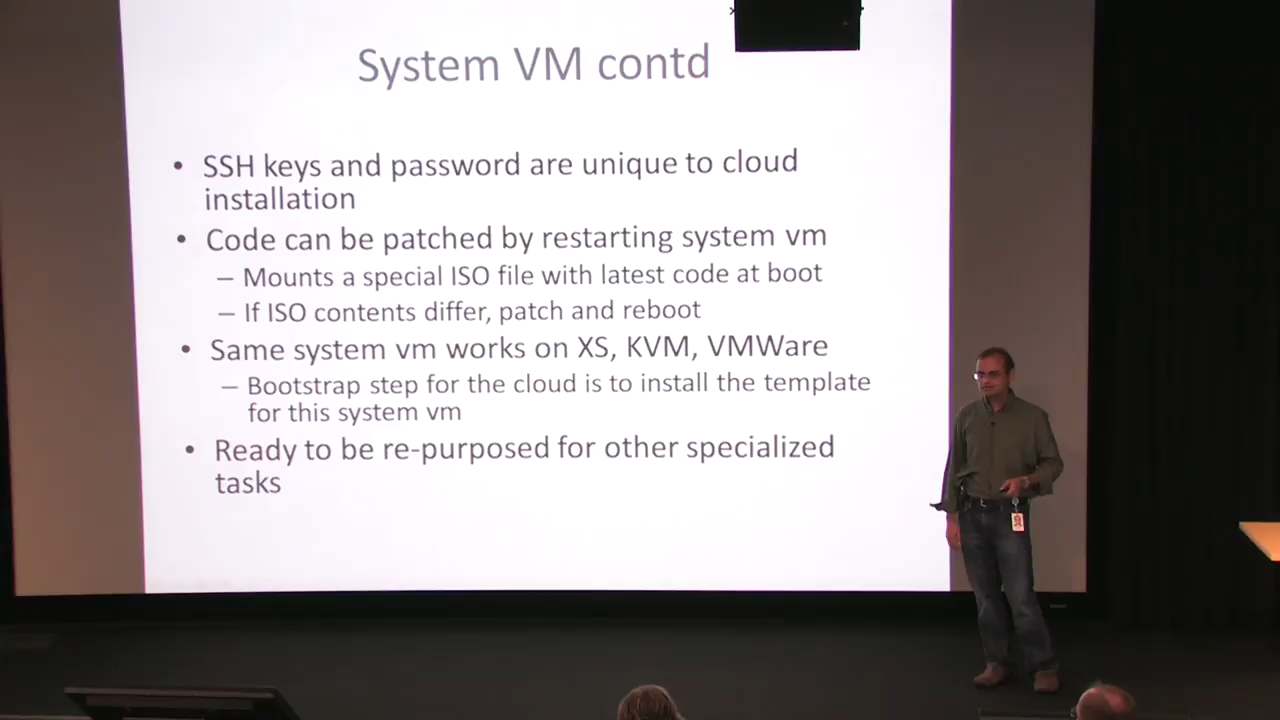 System VM contd
• SSH keys and password are unique to cloud
installation
• Code can be patched by restarting system vm
– Mounts a special ISO file with latest code at boot
– If ISO contents differ, patch and reboot
• Same system vm works on XS, KVM, VMWare
– Bootstrap step for the cloud is to install the template
for this system vm
• Ready to be re-purposed for other specialized
tasks